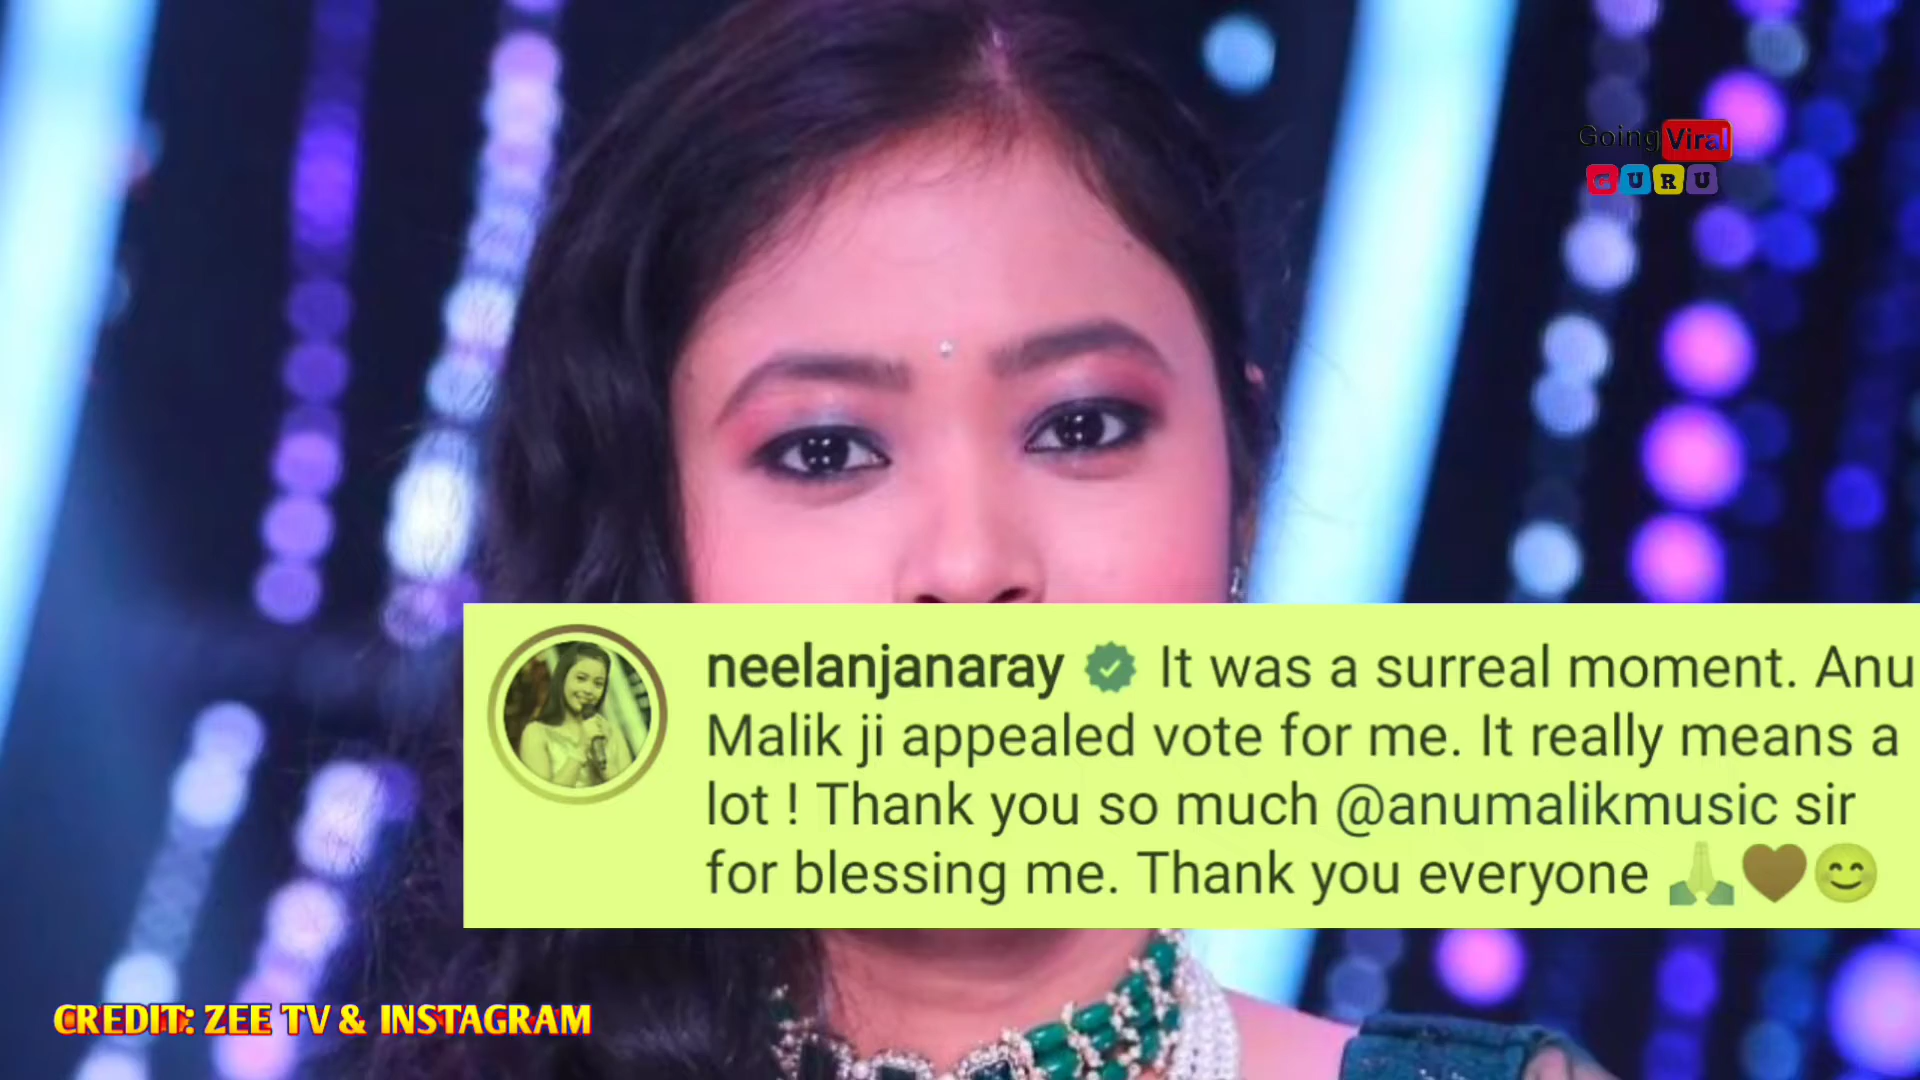 Going Viral
GURU
neelanjanaray It was a surreal moment. Anu
Malik ji appealed vote for me. It really means a
lot ! Thank you so much @anumalikmusic sir
for blessing me. Thank you everyone 🙏🤎😊
CREDIT: ZEE TV & INSTAGRAM